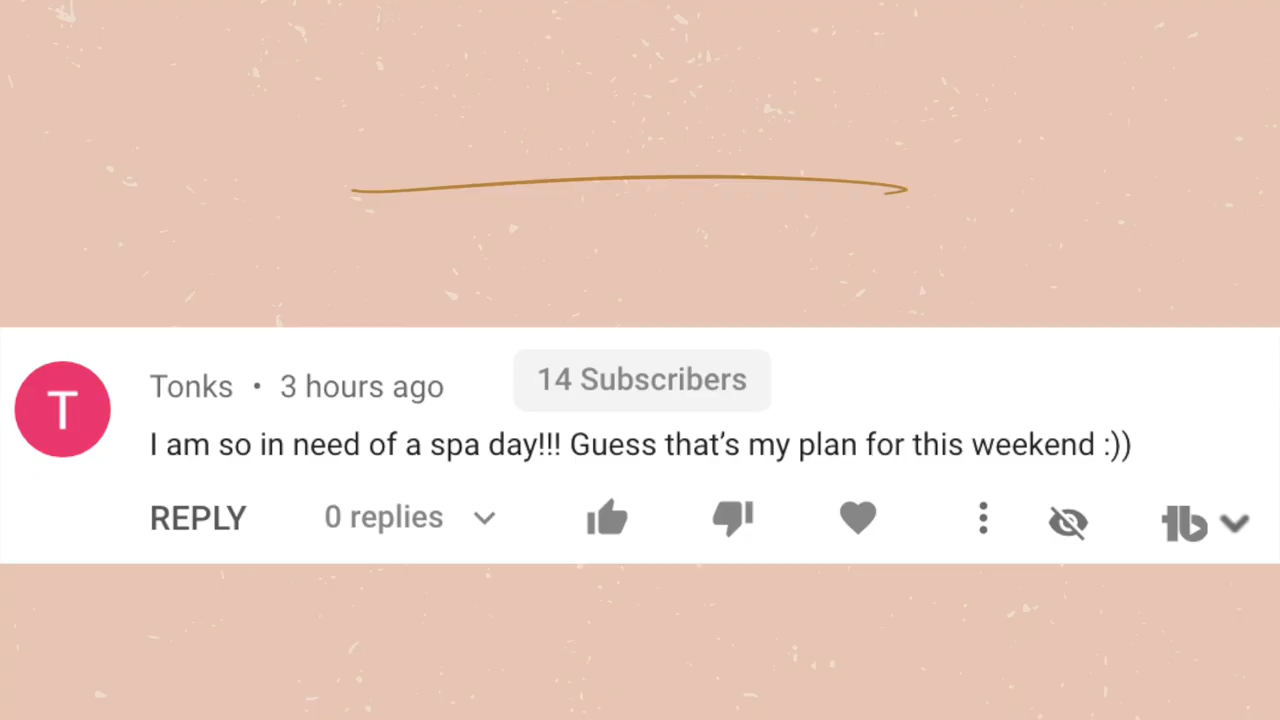 T
Tonks • 3 hours ago 14 Subscribers
I am so in need of a spa day!!! Guess that’s my plan for this weekend :))
REPLY 0 replies tb